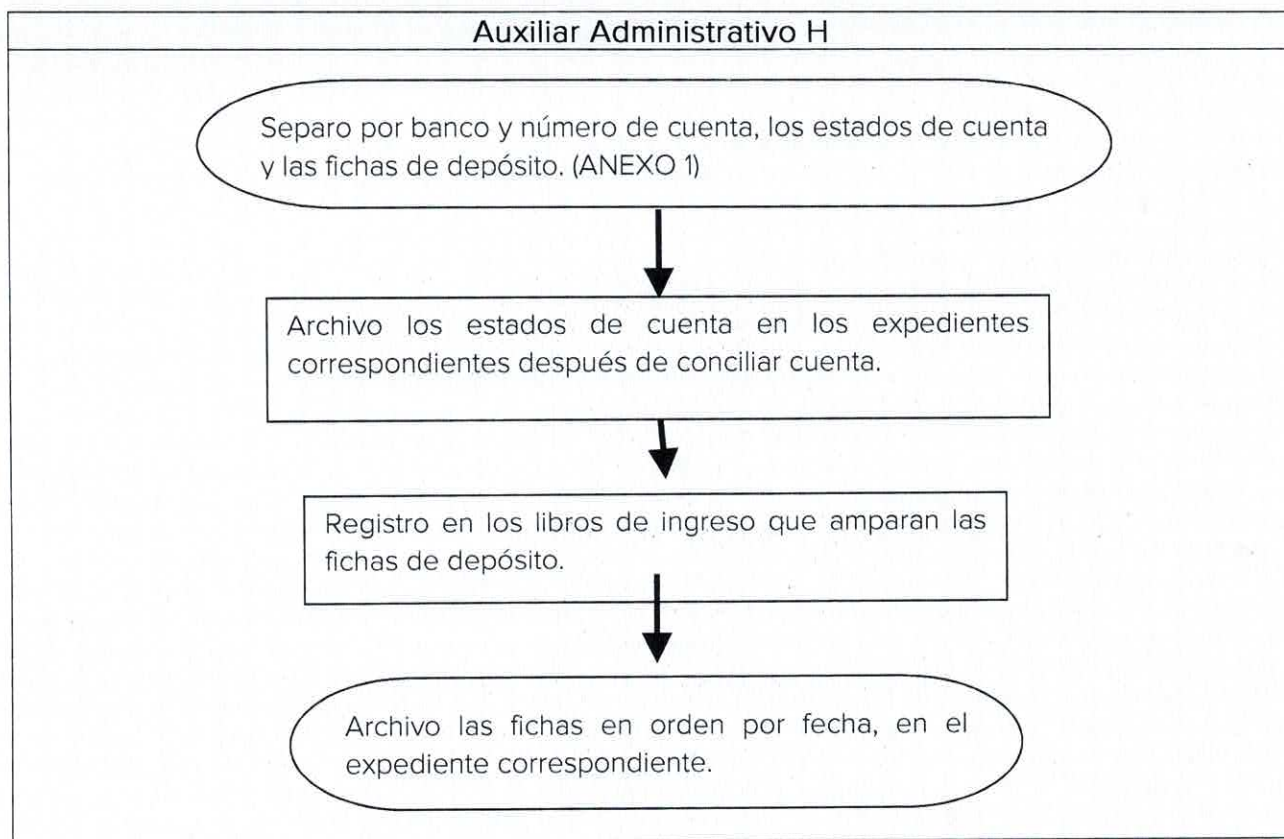 Auxiliar Administrativo H
Separo por banco y número de cuenta, los estados de cuenta
y las fichas de depósito. (ANEXO 1)
Archivo los estados de cuenta en los expedientes
correspondientes después de conciliar cuenta.
Registro en los libros de ingreso que amparan las
fichas de depósito.
Archivo las fichas en orden por fecha, en el
expediente correspondiente.